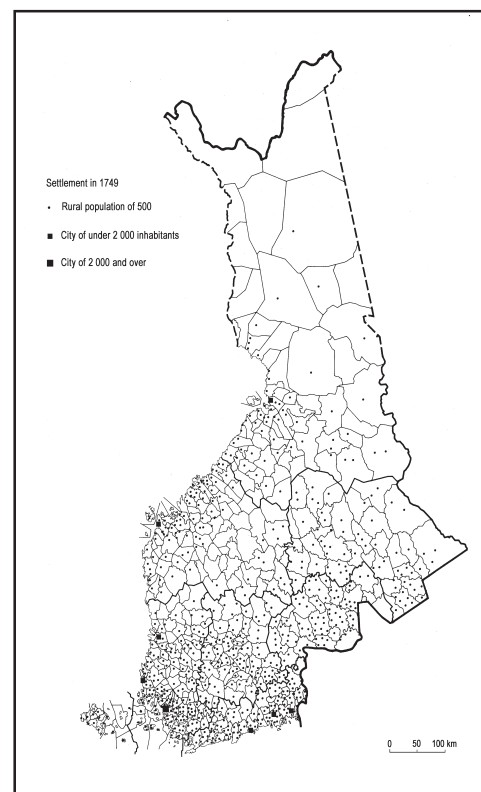 Settlement in 1749
Rural population of 500
City of under 2 000 inhabitants
City of 2 000 and over
0 50 100 km